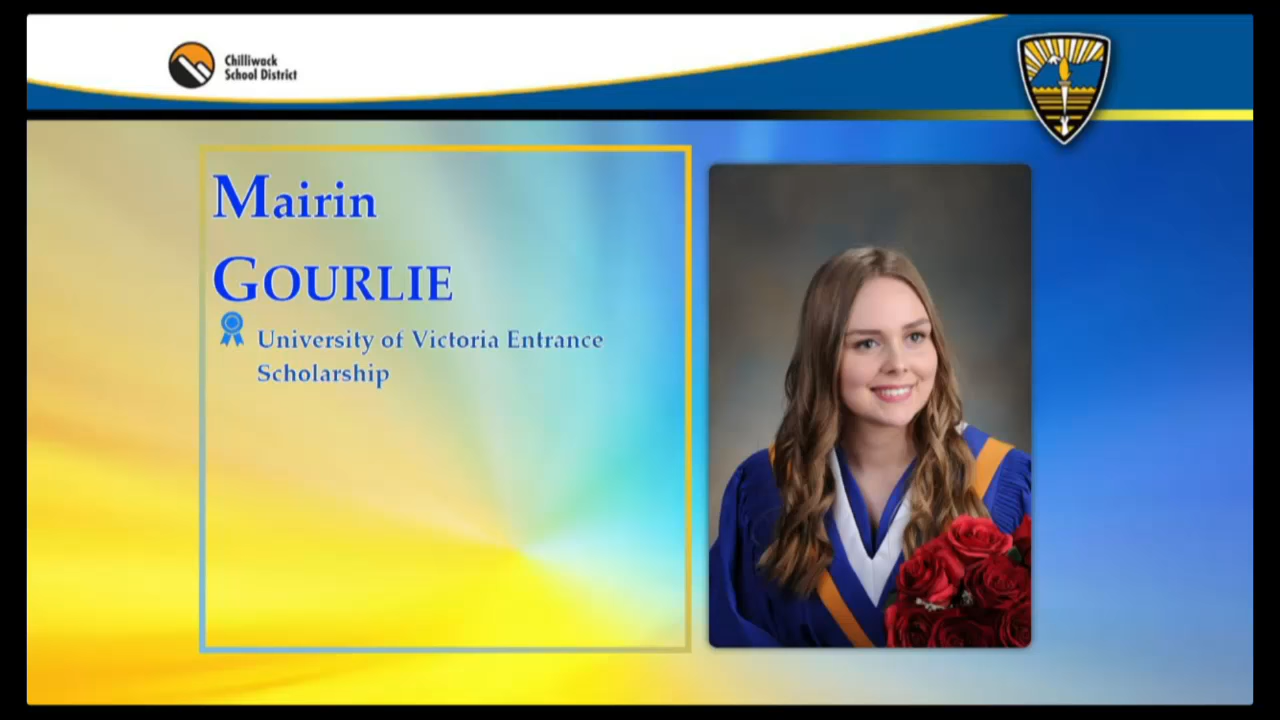 Chilliwack
School District
Mairin
GOURLIE
University of Victoria Entrance
Scholarship